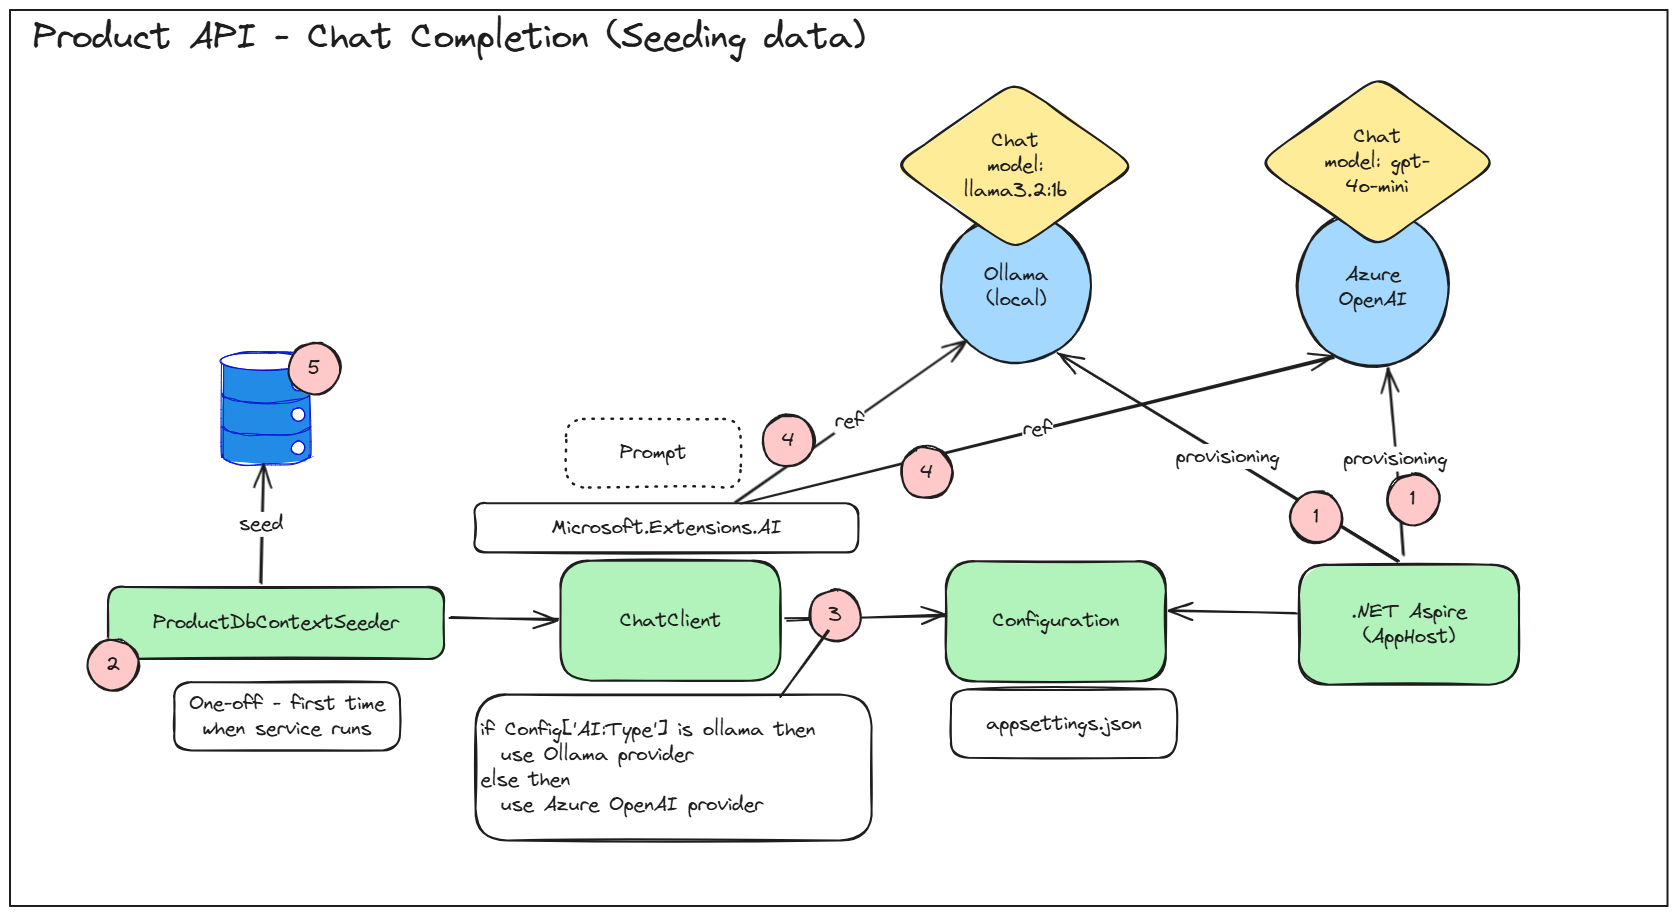 Product API - Chat Completion (Seeding data)
Chat
model:
llama3.2:1b
Chat
model: gpt-
4o-mini
Ollama
(local)
Azure
OpenAI
5
Prompt
4
ref
4
ref
provisioning
provisioning
1
1
seed
Microsoft.Extensions.AI
ProductDbContextSeeder
2
One-off - first time
when service runs
ChatClient
3
Configuration
.NET Aspire
(AppHost)
if Config['AI:Type'] is ollama then
use Ollama provider
else then
use Azure OpenAI provider
appsettings.json